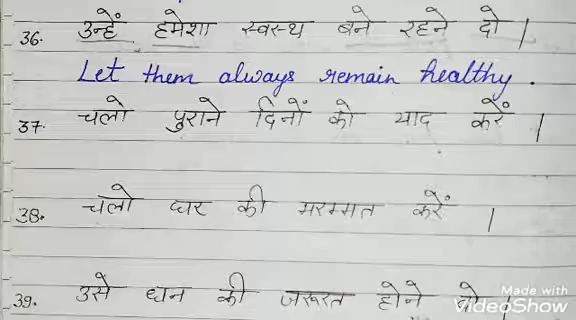 36. उन्हें हमेशा स्वस्थ बने रहने दो |
Let them always remain healthy.
37. चलो पुराने दिनों को याद करें |
38. चलो घर की मरम्मत करें |
39. उसे धन की जरूरत होने दो |
Made with
VideoShow